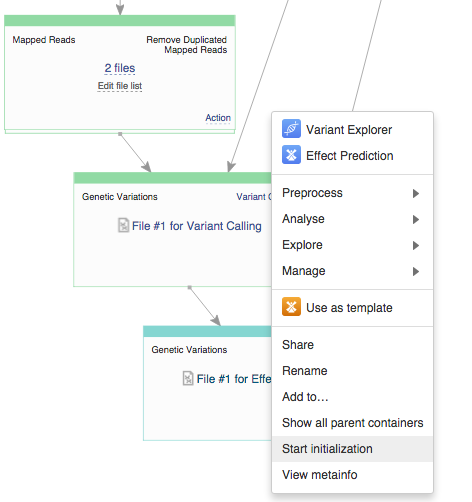 Mapped Reads
Remove Duplicated
Mapped Reads
2 files
Edit file list
Action
Genetic Variations
Variant
File #1 for Variant Calling
Genetic Variations
File #1 for
Variant Explorer
Effect Prediction
Preprocess
Analyse
Explore
Manage
Use as template
Share
Rename
Add to…
Show all parent containers
Start initialization
View metainfo